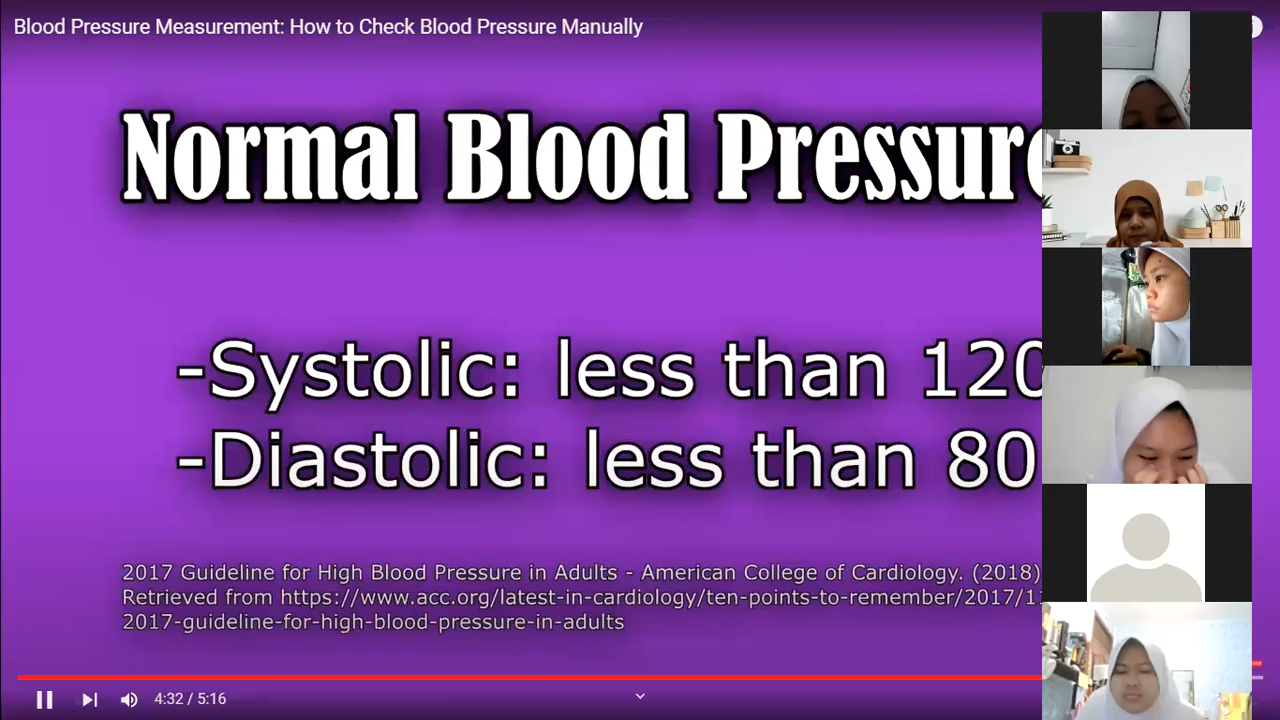 Blood Pressure Measurement: How to Check Blood Pressure Manually
Normal Blood Pressure
-Systolic: less than 120
-Diastolic: less than 80
2017 Guideline for High Blood Pressure in Adults - American College of Cardiology. (2018)
Retrieved from https://www.acc.org/latest-in-cardiology/ten-points-to-remember/2017/11
2017-guideline-for-high-blood-pressure-in-adults
4:32 / 5:16